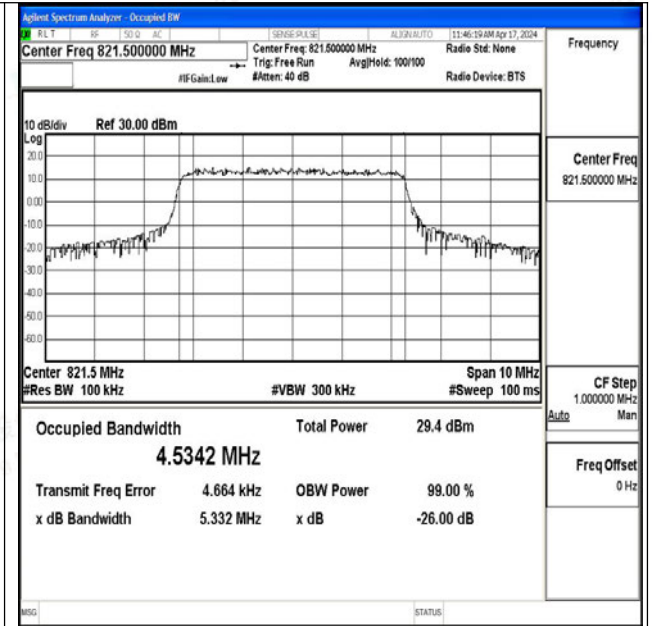 Agilent Spectrum Analyzer - Occupied BW
RLT RF 50 Ω AC SENSE:PULSE ALIGN AUTO 11:46:19 AM Apr 17, 2024
Center Freq 821.500000 MHz Center Freq: 821.500000 MHz Radio Std: None Frequency
Trig: Free Run Avg|Hold: 100/100
#IFGain:Low #Atten: 40 dB Radio Device: BTS
10 dB/div Ref 30.00 dBm
Log
20.0
10.0
0.00
-10.0
-20.0
-30.0
-40.0
-50.0
-60.0
Center Freq
821.500000 MHz
Center 821.5 MHz Span 10 MHz
#Res BW 100 kHz #VBW 300 kHz #Sweep 100 ms
CF Step
1.000000 MHz
Auto Man
Occupied Bandwidth Total Power 29.4 dBm
4.5342 MHz
Freq Offset
0 Hz
Transmit Freq Error 4.664 kHz OBW Power 99.00 %
x dB Bandwidth 5.332 MHz x dB -26.00 dB
MSG STATUS